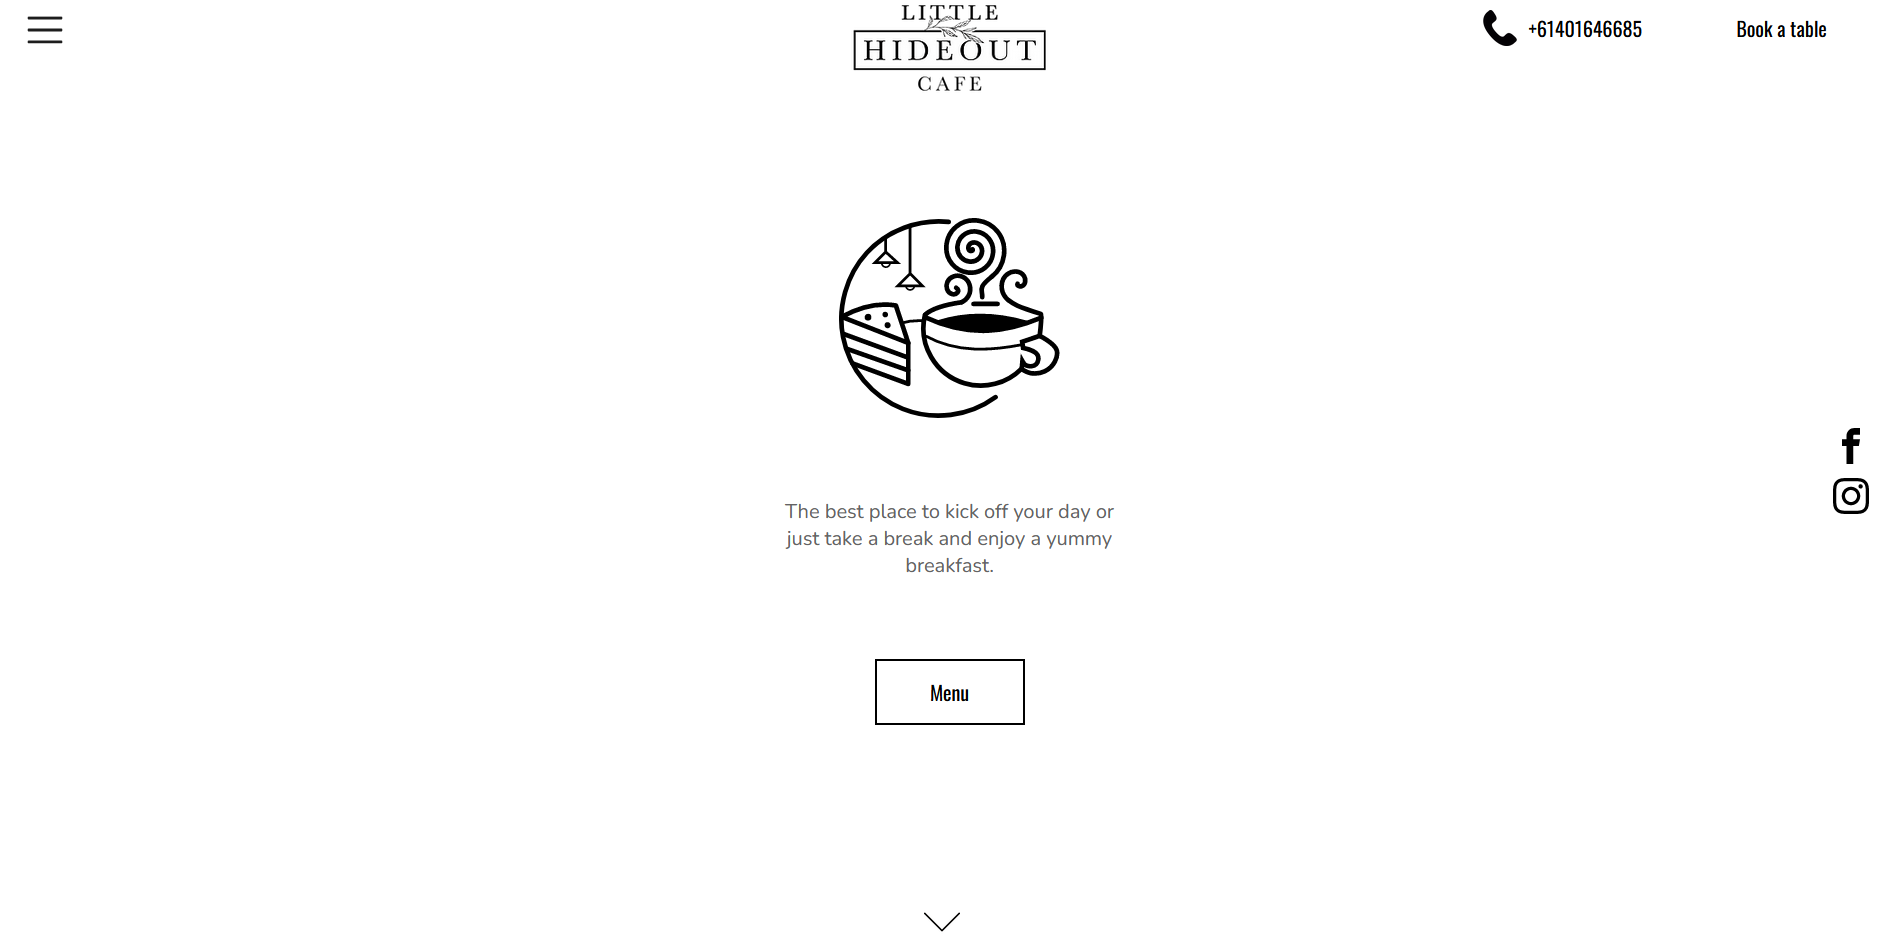 LITTLE
HIDEOUT
CAFE
+61401646685
Book a table
The best place to kick off your day or
just take a break and enjoy a yummy
breakfast.
Menu